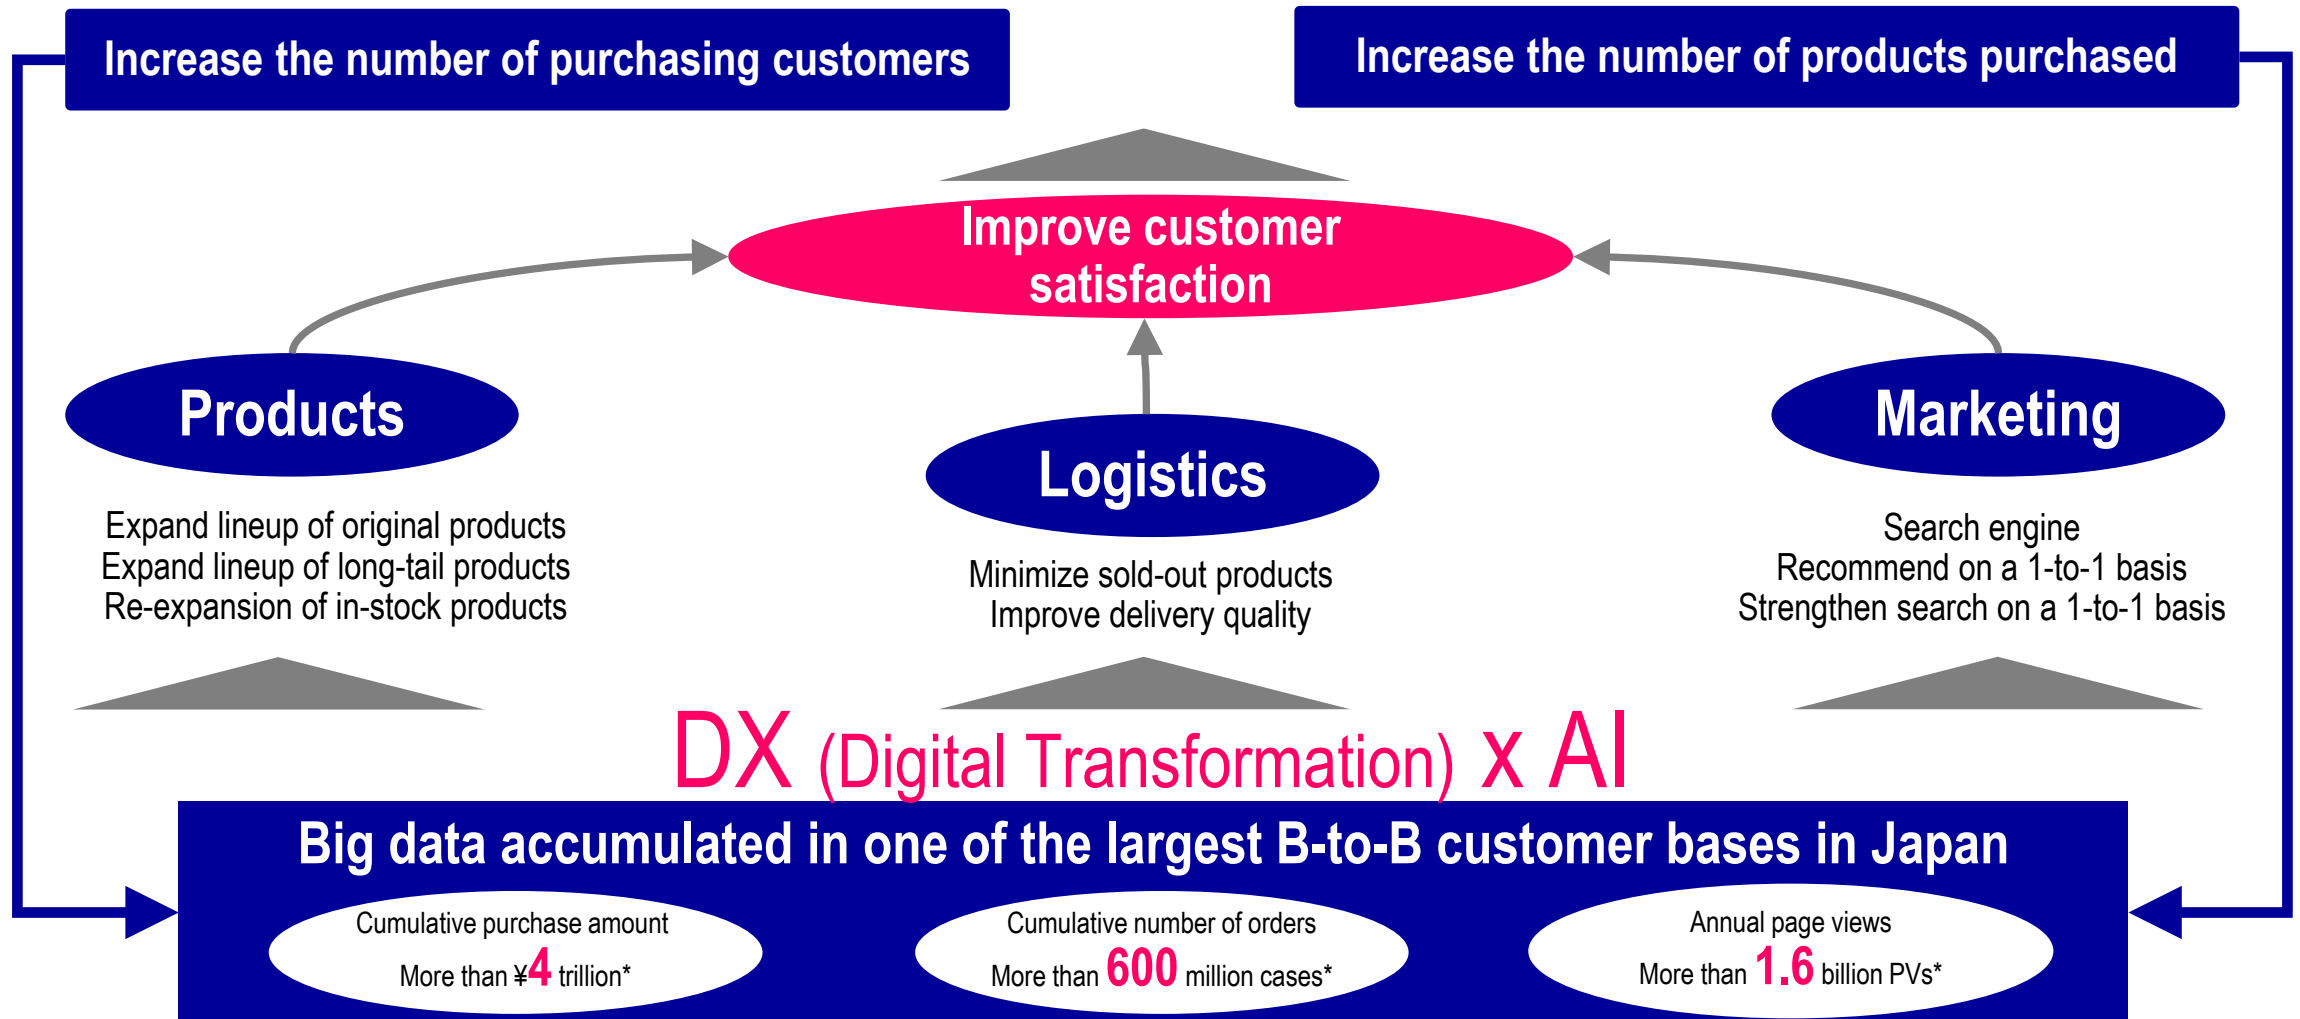 Increase the number of purchasing customers
Increase the number of products purchased
Improve customer
satisfaction
Products
Expand lineup of original products
Expand lineup of long-tail products
Re-expansion of in-stock products
Logistics
Minimize sold-out products
Improve delivery quality
Marketing
Search engine
Recommend on a 1-to-1 basis
Strengthen search on a 1-to-1 basis
DX (Digital Transformation) x AI
Big data accumulated in one of the largest B-to-B customer bases in Japan
Cumulative purchase amount
More than ¥4 trillion*
Cumulative number of orders
More than 600 million cases*
Annual page views
More than 1.6 billion PVs*